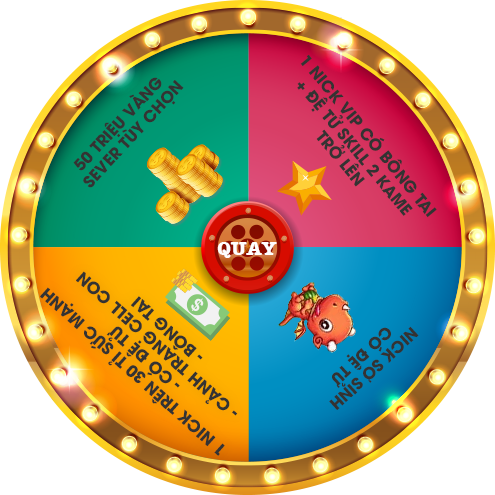 50 TRIỆU VÀNG
SEVER TÙY CHỌN
1 NICK VIP CÓ BÔNG TAI
+ ĐỆ TỬ SKILL 2 KAME
TRỞ LÊN
QUAY
NICK SƠ SINH
CÓ ĐỆ TỬ
1 NICK TRÊN 30 TỈ SỨC MẠNH
- CÓ ĐỆ TỬ
- CẢNH TRANG CELL CON
- BÔNG TAI
$